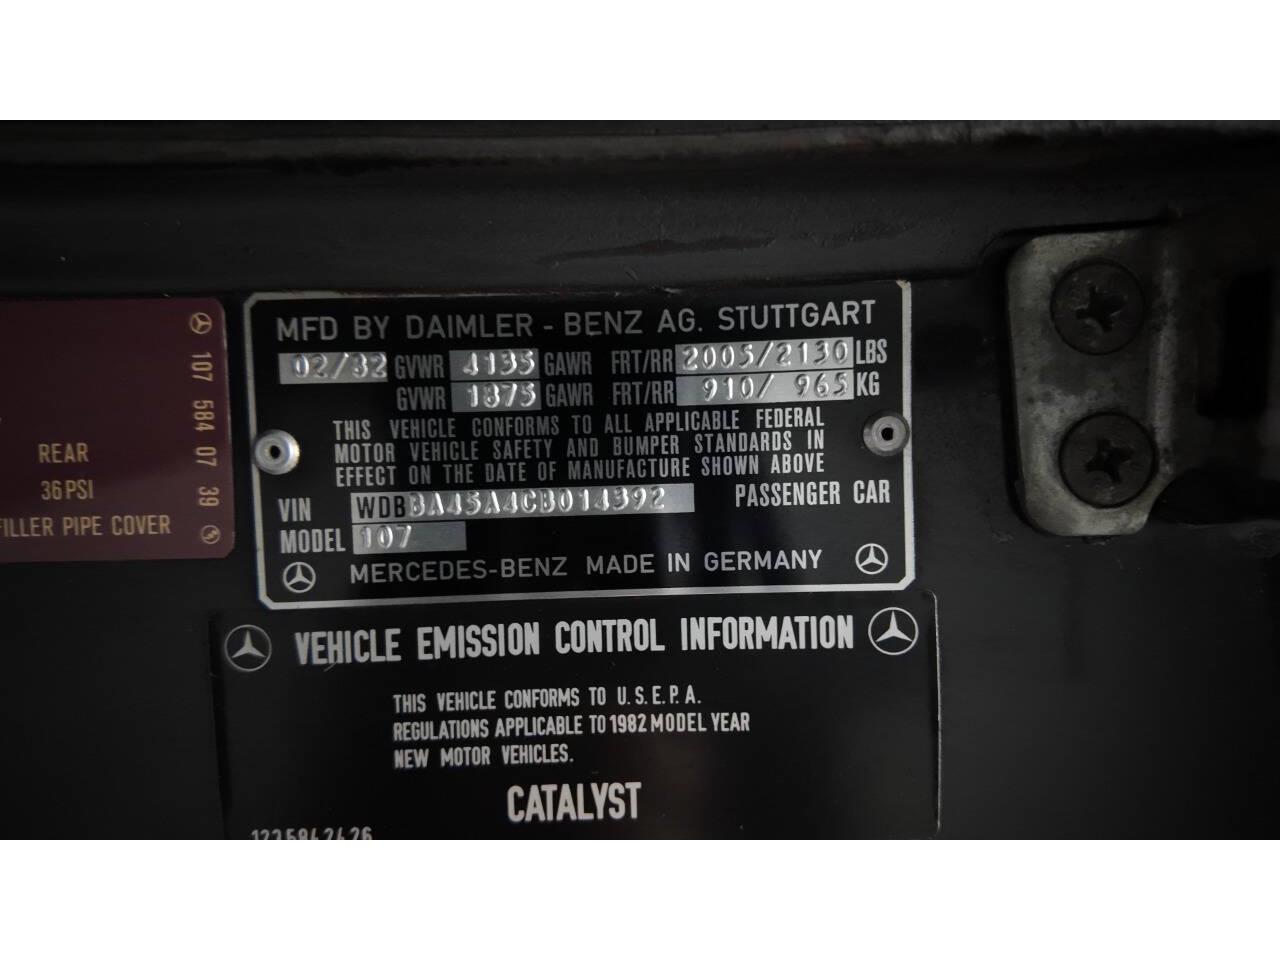 MFD BY DAIMLER - BENZ AG. STUTTGART
02/82 GVWR 4135 GAWR FRT/RR 2005/2130 LBS
GVWR 1875 GAWR FRT/RR 910/ 965 KG
THIS VEHICLE CONFORMS TO ALL APPLICABLE FEDERAL
MOTOR VEHICLE SAFETY AND BUMPER STANDARDS IN
EFFECT ON THE DATE OF MANUFACTURE SHOWN ABOVE
VIN WDBBA45A4CB014392 PASSENGER CAR
MODEL 107
MERCEDES-BENZ MADE IN GERMANY
107 584 07 39
REAR
36 PSI
FILLER PIPE COVER
VEHICLE EMISSION CONTROL INFORMATION
THIS VEHICLE CONFORMS TO U.S.E.P.A.
REGULATIONS APPLICABLE TO 1982 MODEL YEAR
NEW MOTOR VEHICLES.
CATALYST